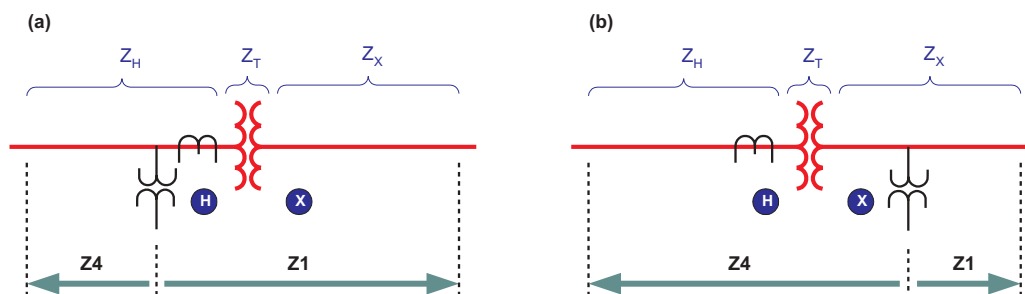 (a)
Z_H Z_T Z_X
H X
Z4 Z1
(b)
Z_H Z_T Z_X
H X
Z4 Z1